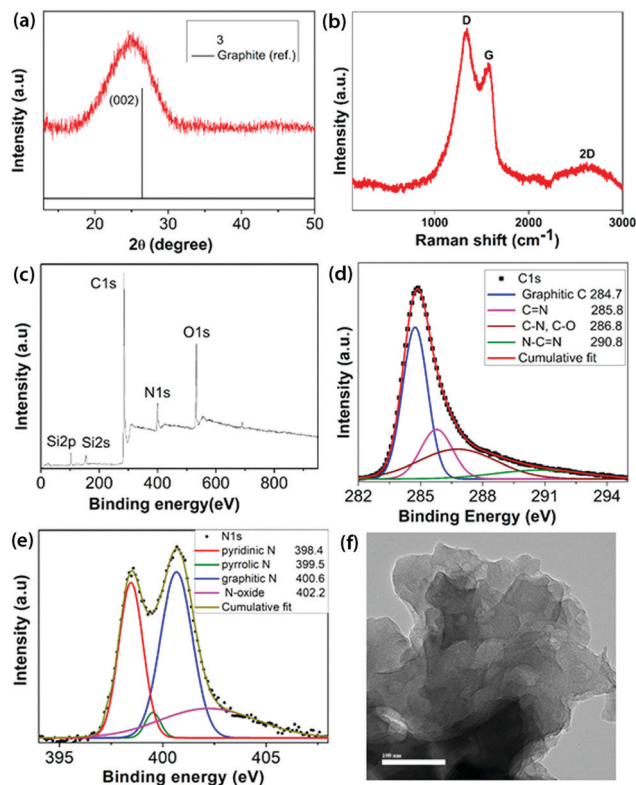 (a)
3
Graphite (ref.)
(002)
Intensity (a.u)
20
30
40
50
2θ (degree)
(b)
D
G
2D
Intensity (a.u.)
1000
2000
3000
Raman shift (cm⁻¹)
(c)
C1s
O1s
N1s
Si2p
Si2s
Intensity (a.u)
0
200
400
600
800
Binding energy(eV)
(d)
C1s
Graphitic C 284.7
C=N 285.8
C-N, C-O 286.8
N-C=N 290.8
Cumulative fit
Intensity (a.u.)
282
285
288
291
294
Binding Energy (eV)
(e)
N1s
pyridinic N 398.4
pyrrolic N 399.5
graphitic N 400.6
N-oxide 402.2
Cumulative fit
Intensity (a.u)
395
400
405
Binding energy (eV)
(f)
100 nm